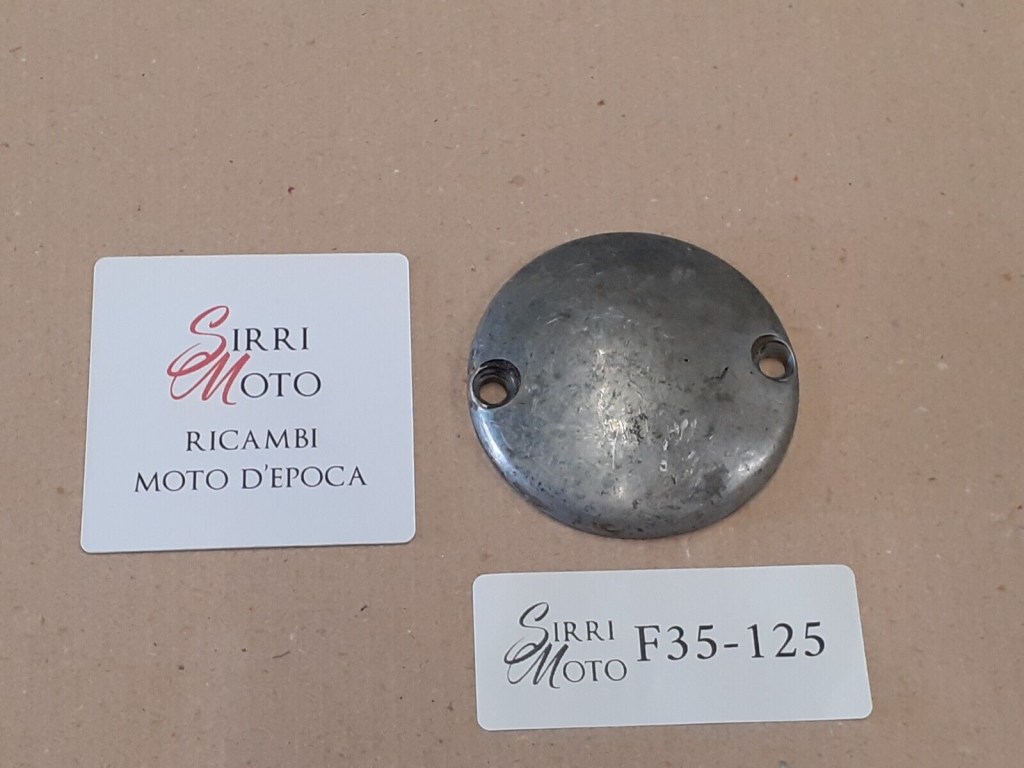 SIRRI
MOTO
RICAMBI
MOTO D'EPOCA
SIRRI
MOTO F35-125